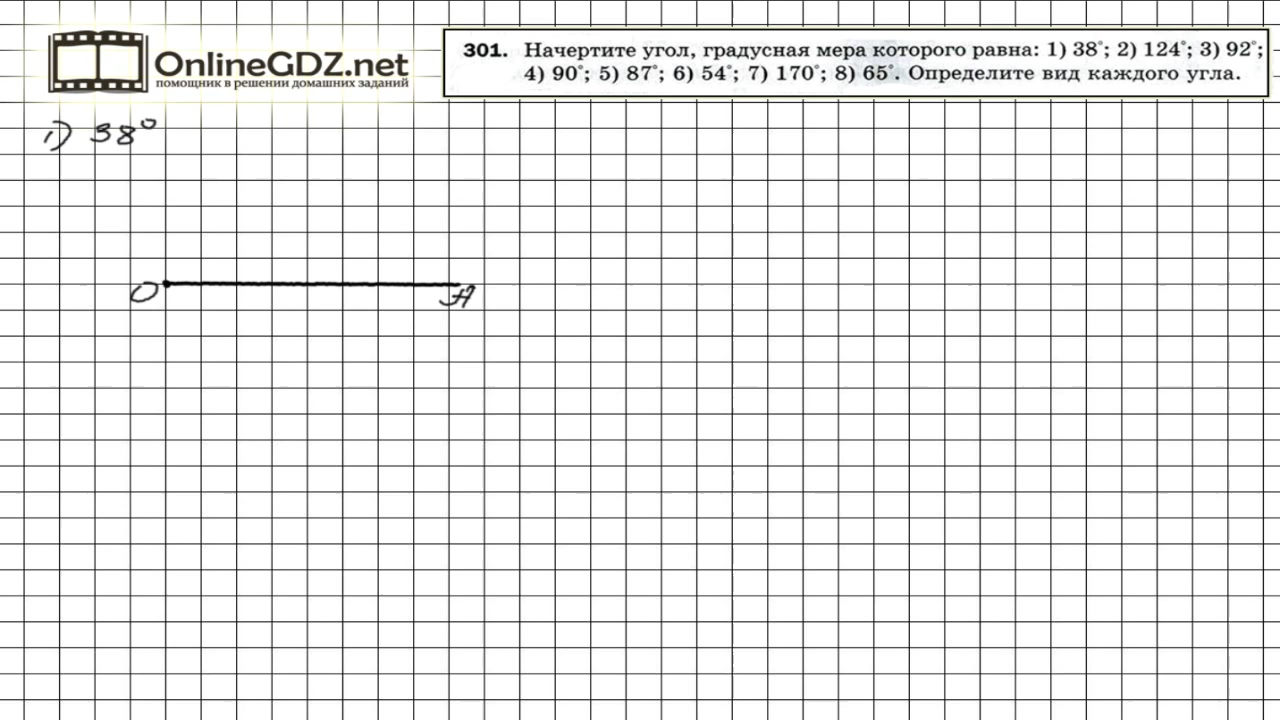 OnlineGDZ.net
помощник в решении домашних заданий
301. Начертите угол, градусная мера которого равна: 1) 38°; 2) 124°; 3) 92°;
4) 90°; 5) 87°; 6) 54°; 7) 170°; 8) 65°. Определите вид каждого угла.
1) 38°
O A